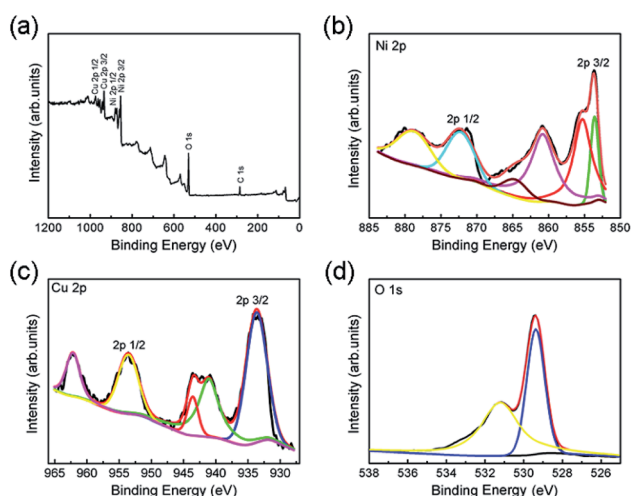 (a)
Intensity (arb.units)
Cu 2p 1/2
Cu 2p 3/2
Ni 2p 1/2
Ni 2p 3/2
O 1s
C 1s
1200 1000 800 600 400 200 0
Binding Energy (eV)
(b)
Intensity (arb.units)
Ni 2p
2p 3/2
2p 1/2
885 880 875 870 865 860 855 850
Binding Energy (eV)
(c)
Intensity (arb.units)
Cu 2p
2p 3/2
2p 1/2
965 960 955 950 945 940 935 930
Binding Energy (eV)
(d)
Intensity (arb.units)
O 1s
538 536 534 532 530 528 526
Binding Energy (eV)